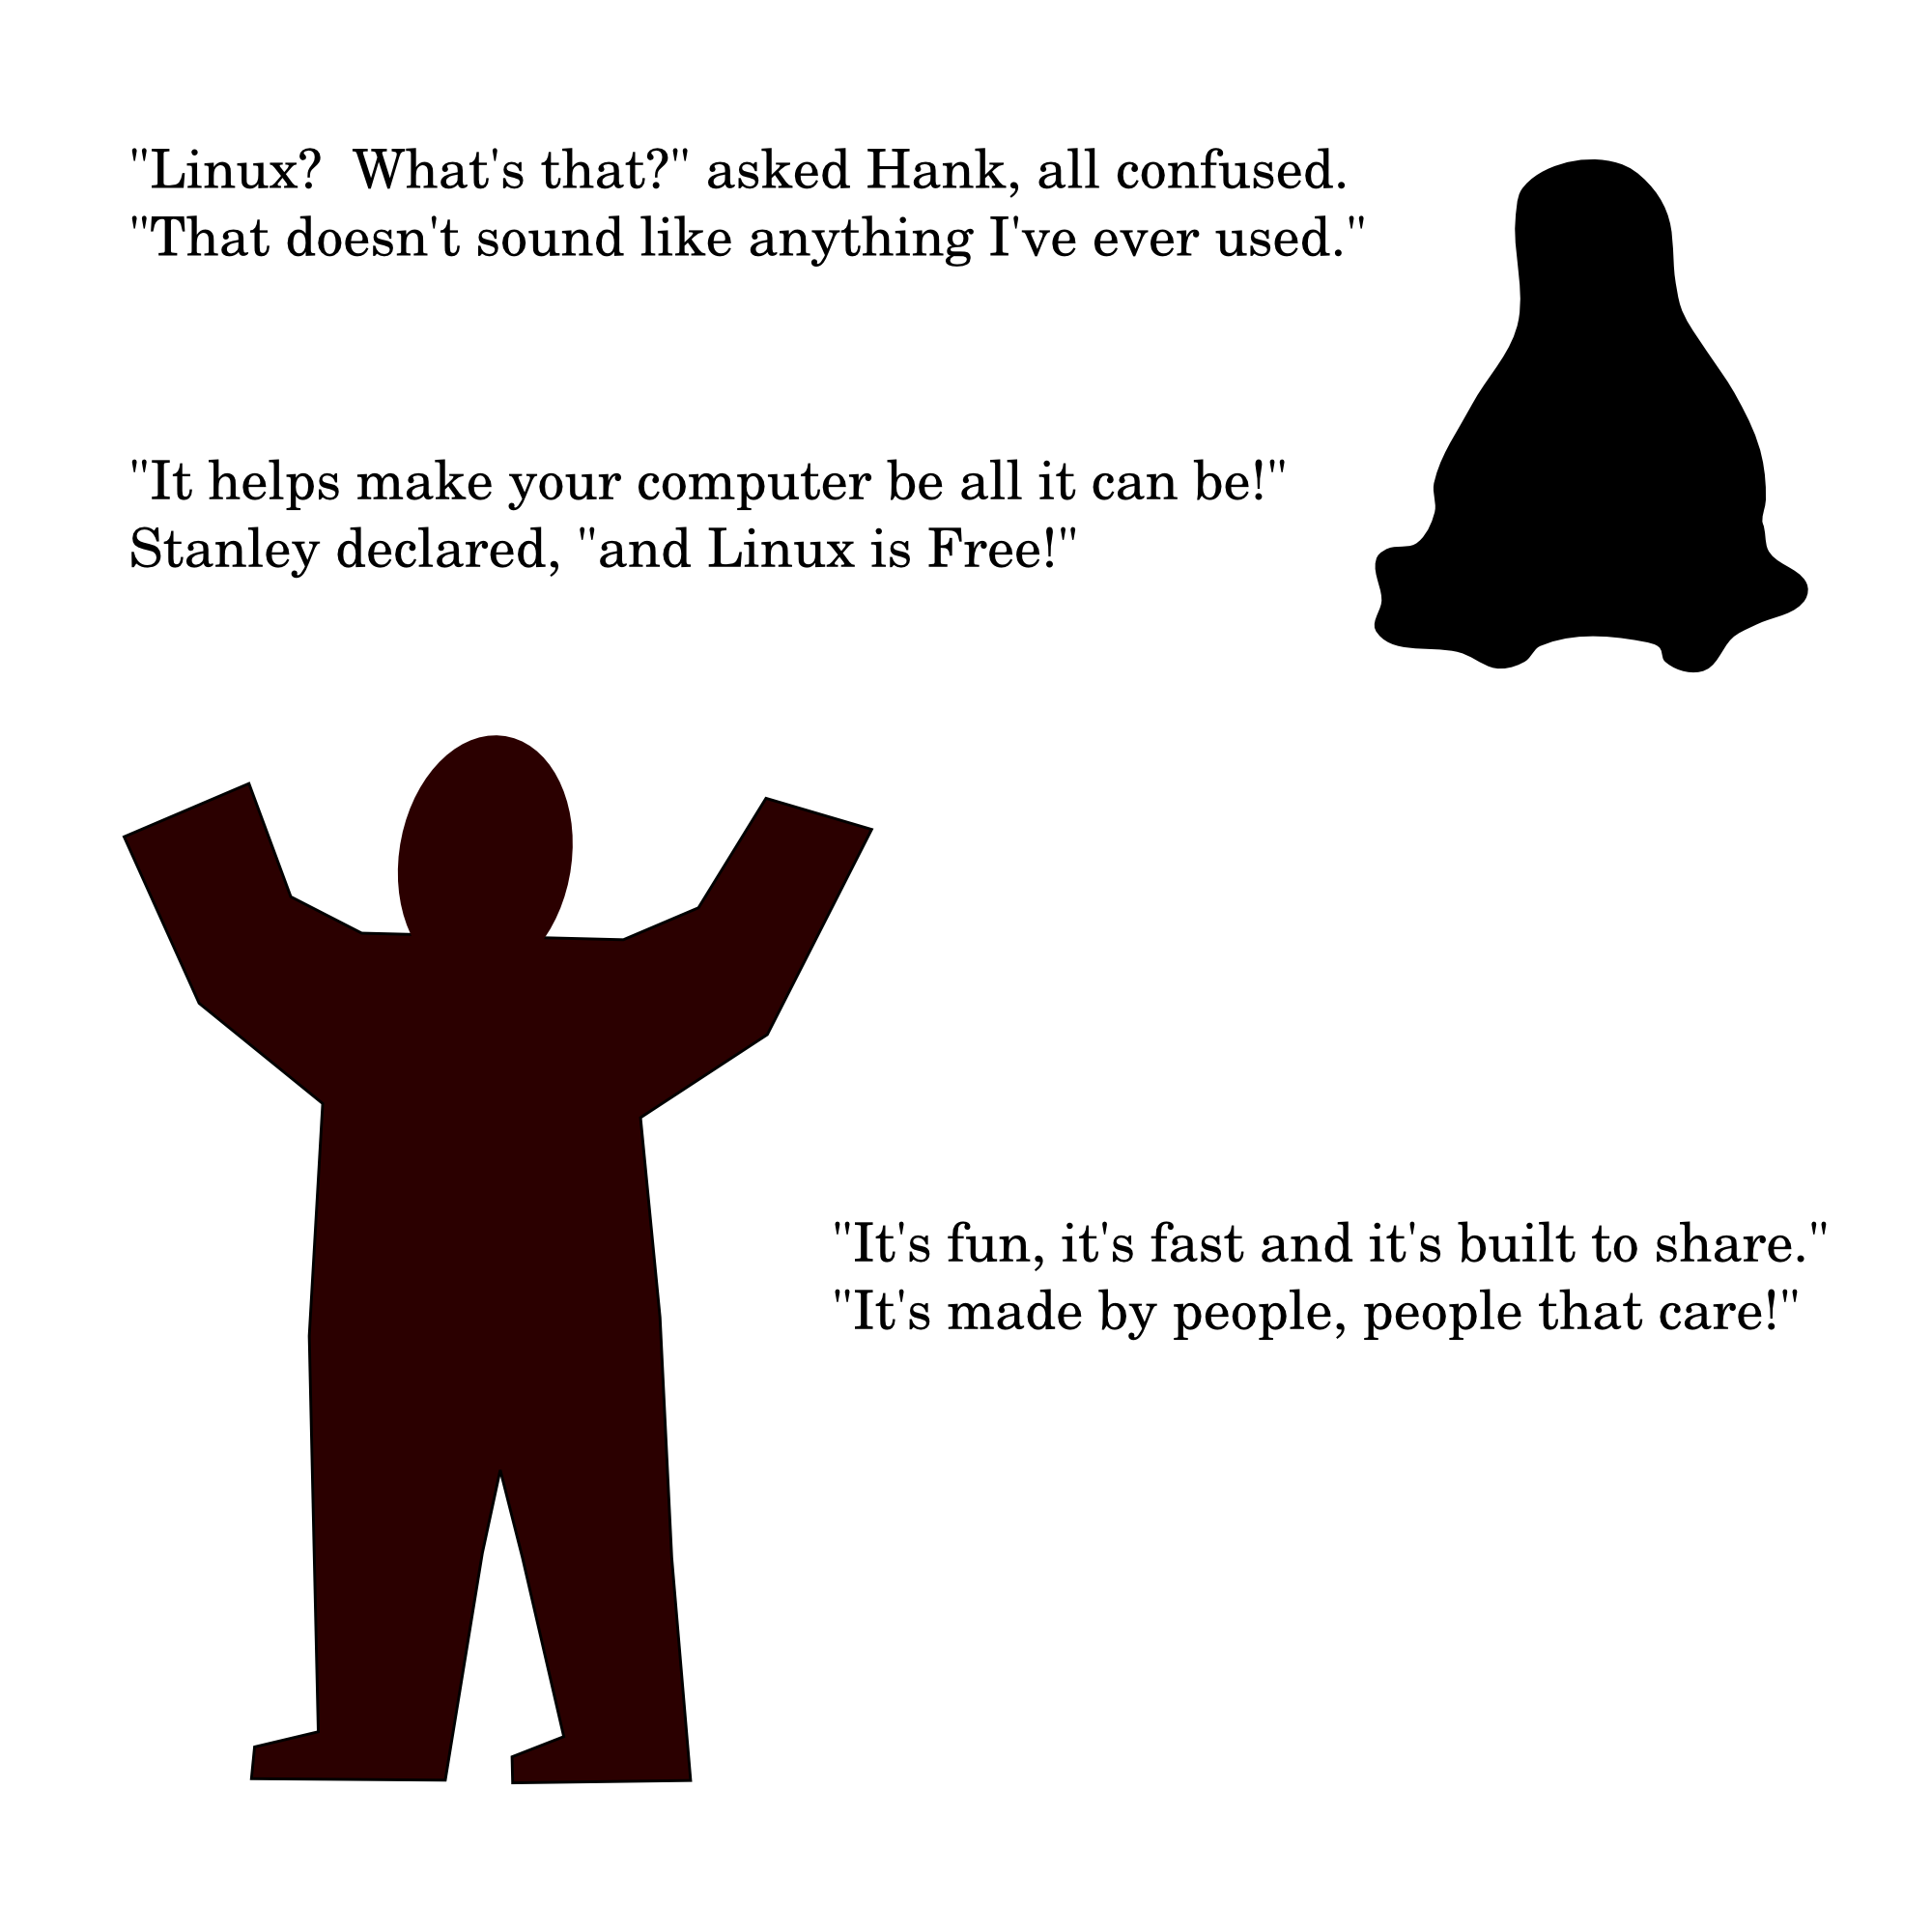 "Linux?  What's that?" asked Hank, all confused.
"That doesn't sound like anything I've ever used."
"It helps make your computer be all it can be!"
Stanley declared, "and Linux is Free!"
"It's fun, it's fast and it's built to share."
"It's made by people, people that care!"